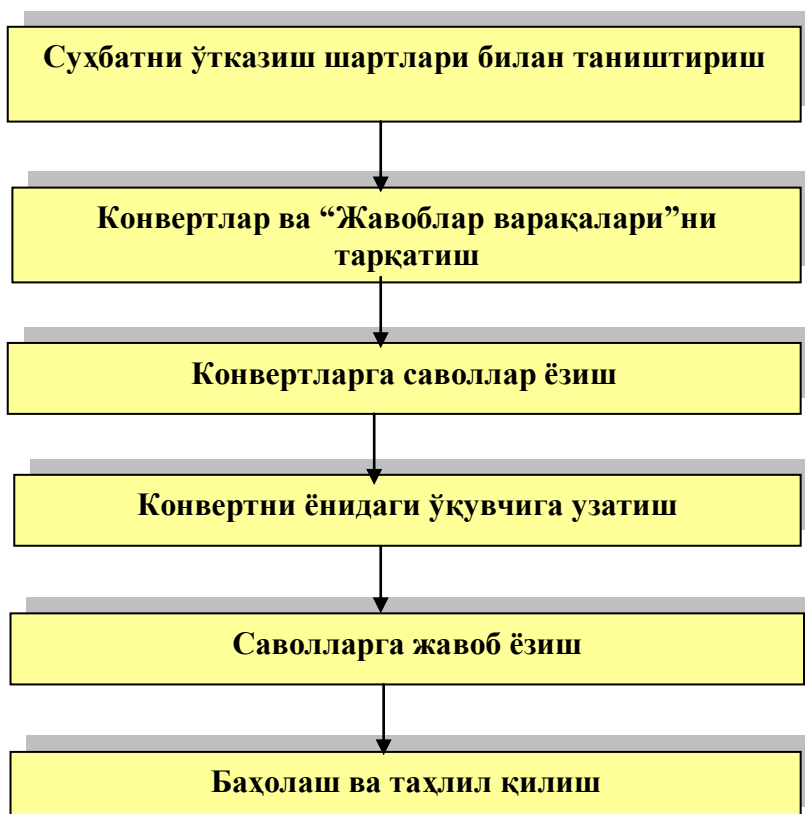 Суҳбатни ўтказиш шартлари билан таништириш
Конвертлар ва “Жавоблар варақалари”ни
тарқатиш
Конвертларга саволлар ёзиш
Конвертни ёнидаги ўқувчига узатиш
Саволларга жавоб ёзиш
Баҳолаш ва таҳлил қилиш